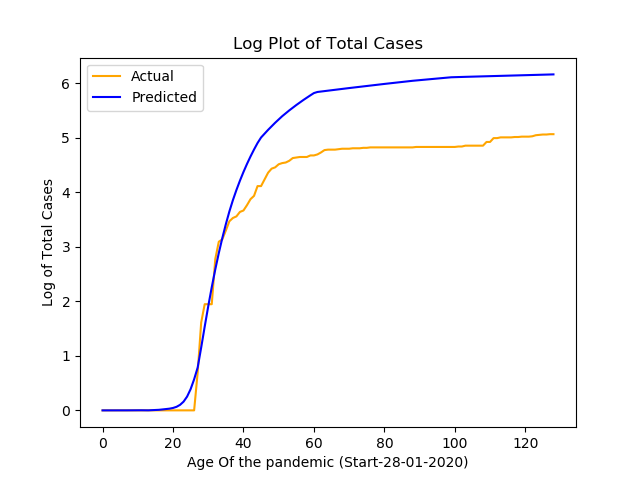 Log Plot of Total Cases
Actual
Predicted
Log of Total Cases
6
5
4
3
2
1
0
0 20 40 60 80 100 120
Age Of the pandemic (Start-28-01-2020)